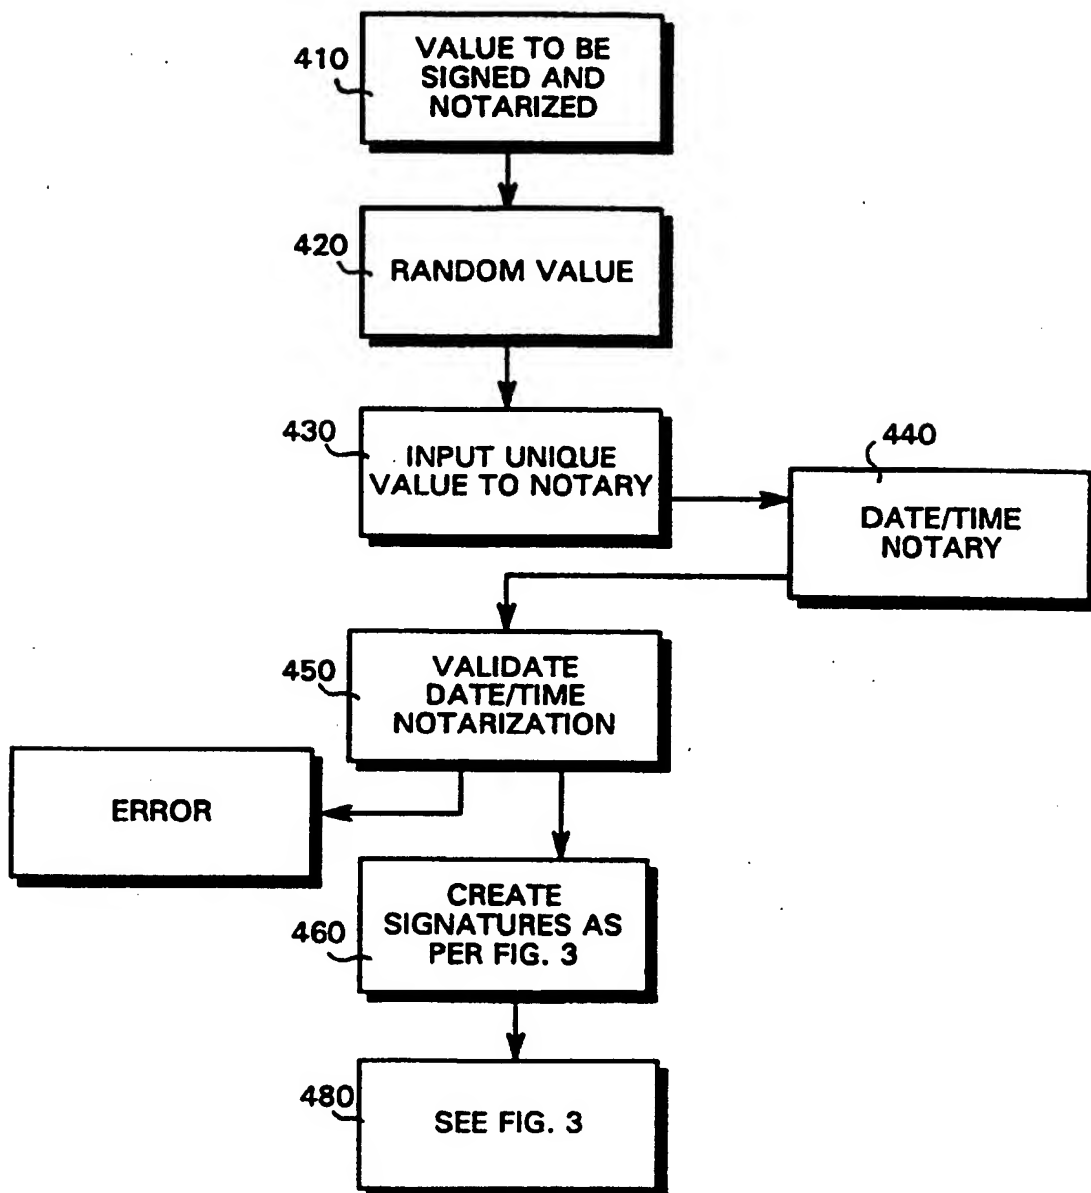 410
VALUE TO BE
SIGNED AND
NOTARIZED
420
RANDOM VALUE
430
INPUT UNIQUE
VALUE TO NOTARY
440
DATE/TIME
NOTARY
450
VALIDATE
DATE/TIME
NOTARIZATION
ERROR
460
CREATE
SIGNATURES AS
PER FIG. 3
480
SEE FIG. 3